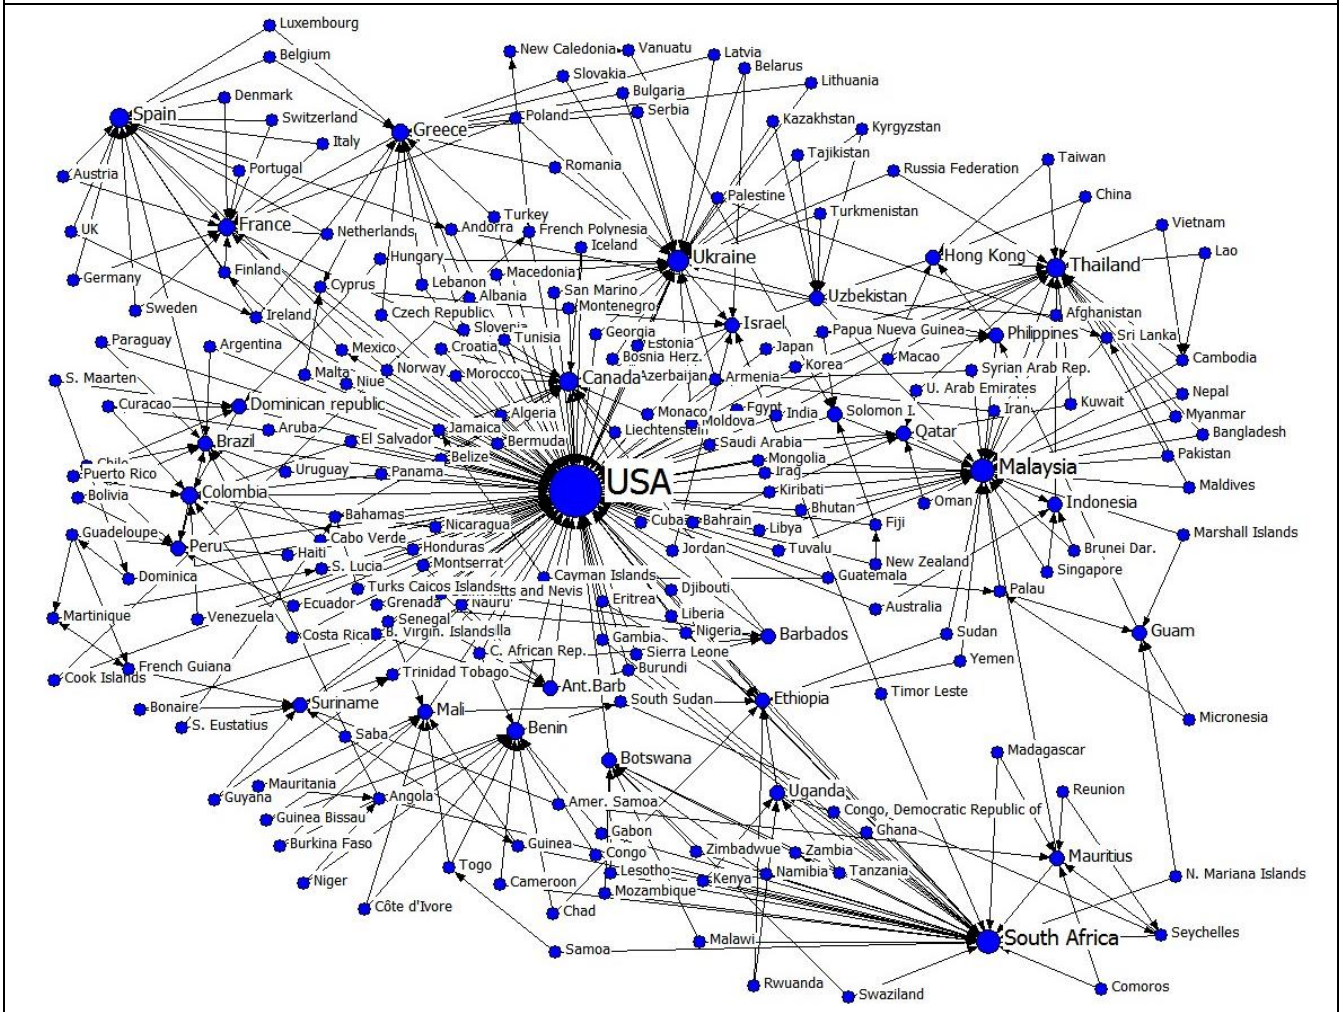 Luxembourg
Belgium
New Caledonia
Vanuatu
Latvia
Belarus
Slovakia
Lithuania
Bulgaria
Denmark
Spain
Switzerland
Greece
Poland
Serbia
Kazakhstan
Kyrgyzstan
Italy
Tajikistan
Taiwan
Portugal
Romania
Russia Federation
Austria
Palestine
China
Turkey
Turkmenistan
UK
France
Netherlands
Andorra
French Polynesia
Vietnam
Iceland
Lao
Hungary
Ukraine
Hong Kong
Thailand
Germany
Finland
Cyprus
Lebanon
Macedonia
Albania
San Marino
Montenegro
Uzbekistan
Sweden
Ireland
Czech Republic
Afghanistan
Slovenia
Israel
Papua Nueva Guinea
Philippines
Sri Lanka
Paraguay
Argentina
Mexico
Croatia
Tunisia
Georgia
Estonia
Japan
Bosnia Herz.
Macao
Cambodia
S. Maarten
Malta
Niue
Norway
Morocco
Canada
Azerbaijan
Armenia
Korea
Syrian Arab Rep.
U. Arab Emirates
Nepal
Curacao
Dominican republic
Algeria
Monaco
Moldova
Egypt
India
Solomon I.
Iran
Kuwait
Myanmar
Aruba
Jamaica
Liechtenstein
Qatar
Bangladesh
Brazil
El Salvador
Bermuda
Saudi Arabia
Chile
Puerto Rico
Uruguay
Panama
Belize
Mongolia
Iraq
Malaysia
Pakistan
USA
Bolivia
Colombia
Kiribati
Maldives
Oman
Indonesia
Bhutan
Bahamas
Nicaragua
Cuba
Bahrain
Libya
Fiji
Guadeloupe
Marshall Islands
Peru
Cabo Verde
Haiti
Honduras
Jordan
Tuvalu
Brunei Dar.
S. Lucia
Montserrat
New Zealand
Singapore
Dominica
Cayman Islands
Guatemala
Turks Caicos Islands
tts and Nevis
Djibouti
Palau
Ecuador
Grenada
Nauru
Eritrea
Martinique
Venezuela
Senegal
Liberia
Australia
Costa Rica
B. Virgin. Islands
lla
Gambia
Nigeria
Barbados
Sudan
Guam
C. African Rep.
Sierra Leone
French Guiana
Trinidad Tobago
Burundi
Yemen
Cook Islands
Ant.Barb
Timor Leste
Bonaire
Suriname
Mali
South Sudan
Ethiopia
Micronesia
S. Eustatius
Saba
Benin
Madagascar
Botswana
Mauritania
Angola
Uganda
Reunion
Guyana
Amer. Samoa
Congo, Democratic Republic of
Guinea Bissau
Gabon
Ghana
Burkina Faso
Guinea
Congo
Zimbadwue
Zambia
Mauritius
Togo
Lesotho
Kenya
Namibia
Tanzania
N. Mariana Islands
Niger
Cameroon
Mozambique
Côte d'Ivore
Chad
Samoa
Malawi
South Africa
Seychelles
Rwuanda
Swaziland
Comoros